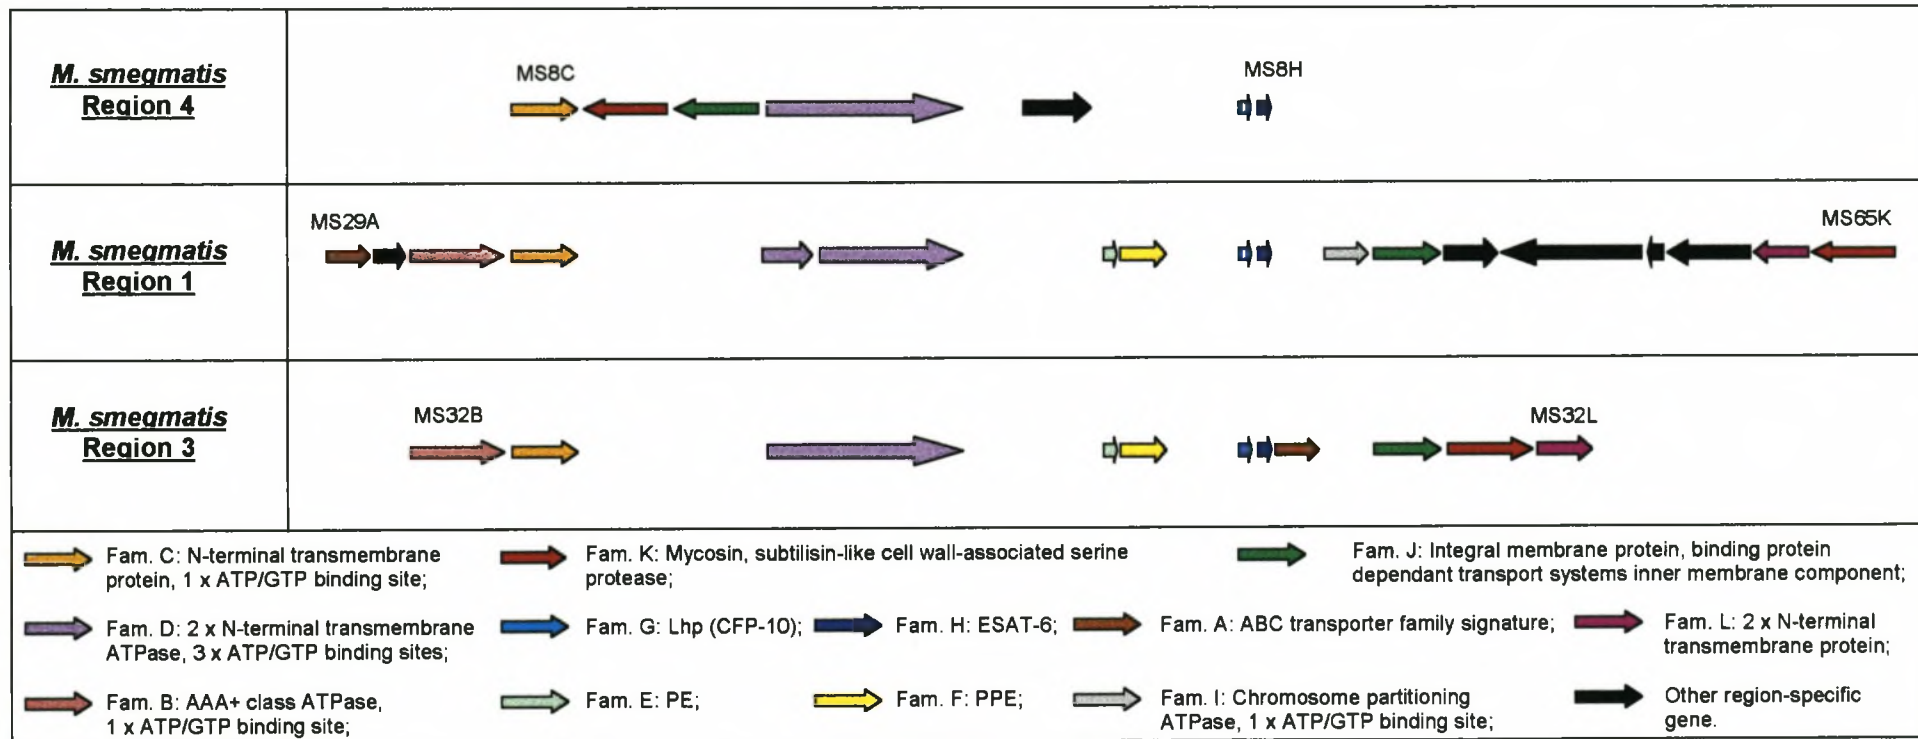 M. smegmatis
Region 4
MS8C
MS8H
M. smegmatis
Region 1
MS29A
MS65K
M. smegmatis
Region 3
MS32B
MS32L
Fam. C: N-terminal transmembrane
protein, 1 x ATP/GTP binding site;
Fam. K: Mycosin, subtilisin-like cell wall-associated serine
protease;
Fam. J: Integral membrane protein, binding protein
dependant transport systems inner membrane component;
Fam. D: 2 x N-terminal transmembrane
ATPase, 3 x ATP/GTP binding sites;
Fam. G: Lhp (CFP-10);
Fam. H: ESAT-6;
Fam. A: ABC transporter family signature;
Fam. L: 2 x N-terminal
transmembrane protein;
Fam. B: AAA+ class ATPase,
1 x ATP/GTP binding site;
Fam. E: PE;
Fam. F: PPE;
Fam. I: Chromosome partitioning
ATPase, 1 x ATP/GTP binding site;
Other region-specific
gene.